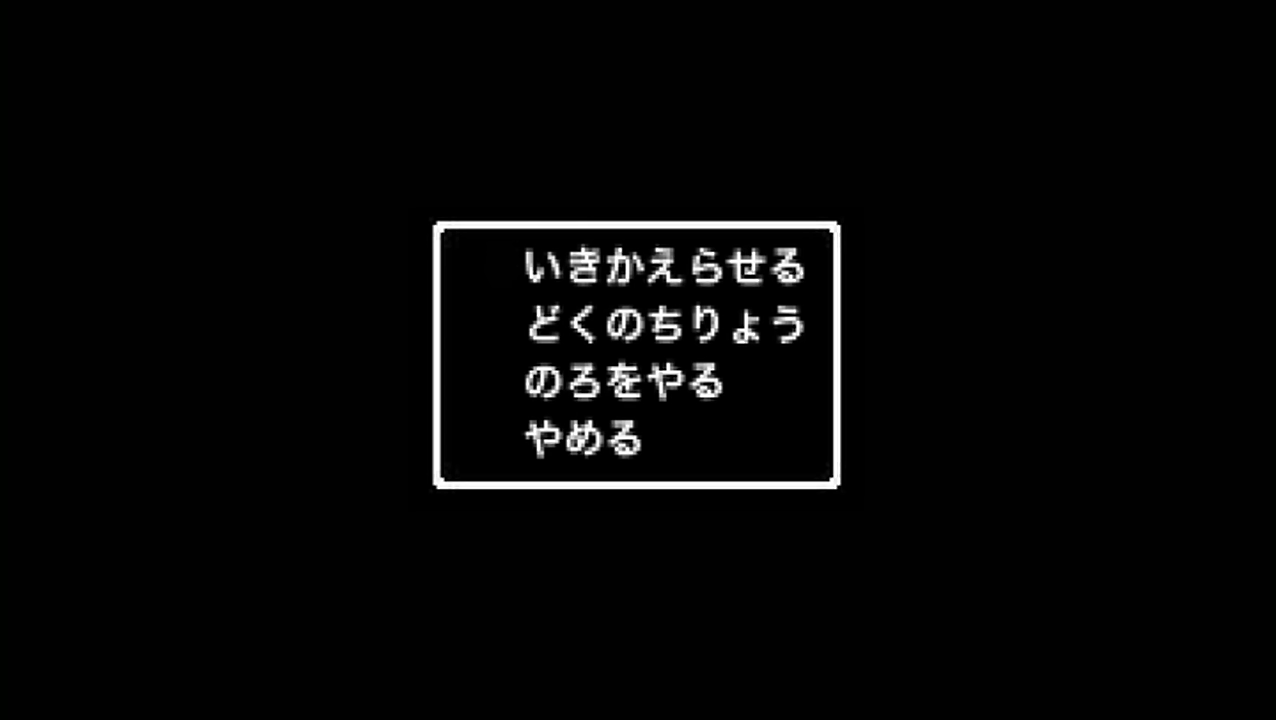 いきかえらせる
どくのちりょう
のろをやる
やめる